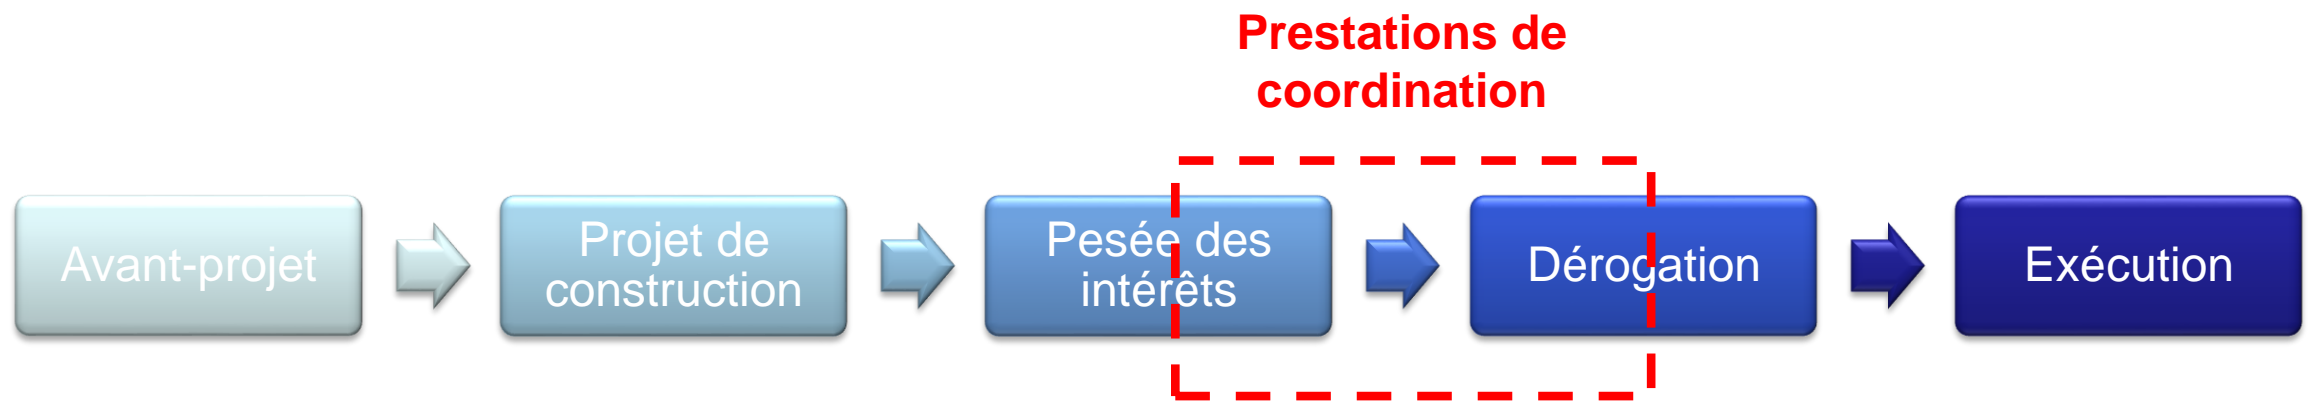 Prestations de
coordination
Avant-projet
Projet de
construction
Pesée des
intérêts
Dérogation
Exécution